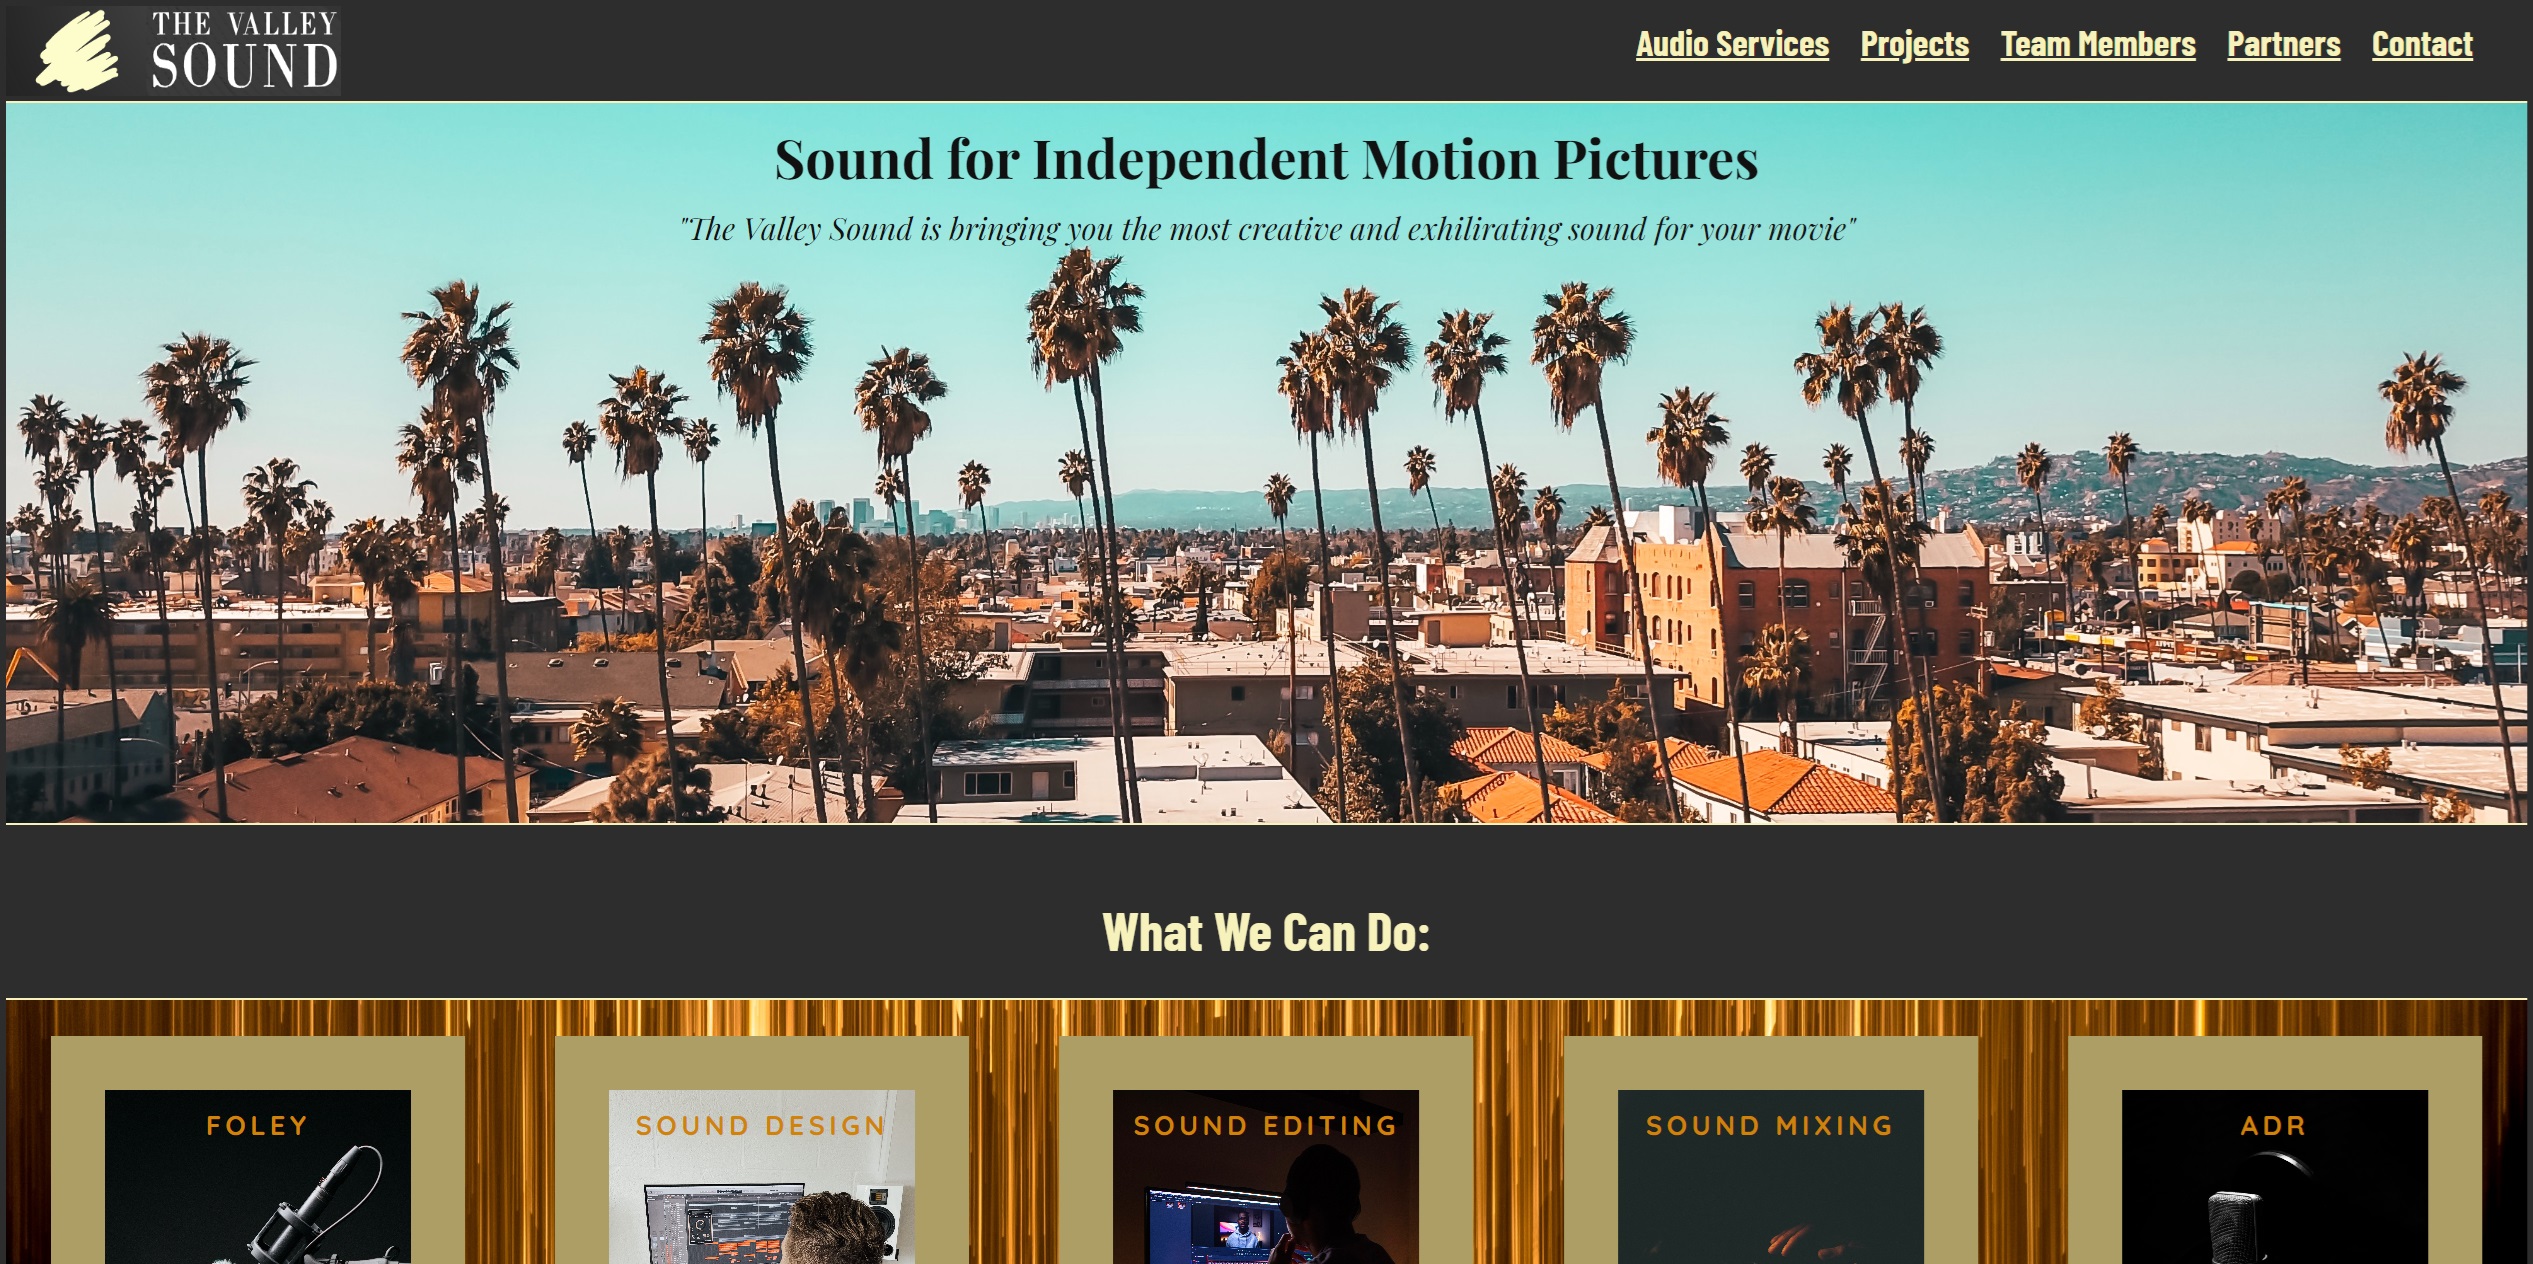 THE VALLEY
SOUND
Audio Services Projects Team Members Partners Contact
Sound for Independent Motion Pictures
"The Valley Sound is bringing you the most creative and exhilirating sound for your movie"
What We Can Do:
FOLEY
SOUND DESIGN
SOUND EDITING
SOUND MIXING
ADR